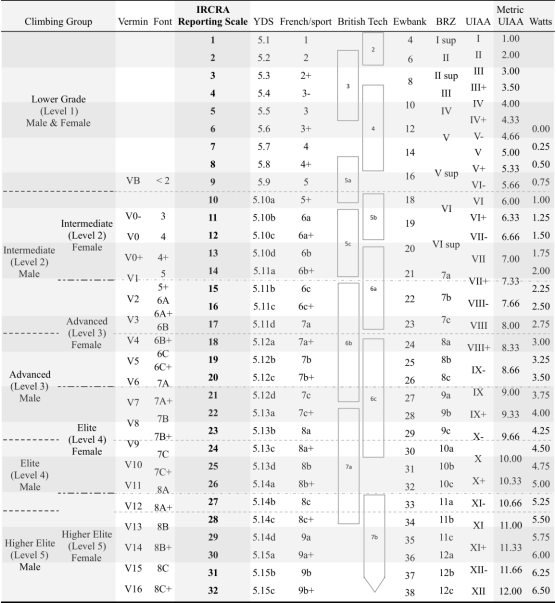 Climbing Group Vermin Font IRCRA Reporting Scale YDS French/sport British Tech Ewbank BRZ UIAA Metric UIAA Watts
1 5.1 1 2 4 I sup I 1.00
2 5.2 2 6 II II 2.00
3 5.3 2+ 3 8 II sup III 3.00
4 5.4 3- III III+ 3.50
Lower Grade (Level 1) Male & Female
5 5.5 3 10 IV IV 4.00
6 5.6 3+ 4 12 IV+ 4.33 0.00
7 5.7 4 V V- 4.66 0.25
8 5.8 4+ 14 V 5.00 0.50
VB < 2 9 5.9 5 5a 16 V sup V+ 5.33 0.75
VI- 5.66
10 5.10a 5+ 18 VI VI 6.00 1.00
V0- 3 11 5.10b 6a 5b 19 VI+ 6.33 1.25
Intermediate (Level 2) Female
V0 4 12 5.10c 6a+ 5c VII- 6.66 1.50
Intermediate (Level 2) Male
V0+ 4+ 13 5.10d 6b 20 VI sup VII 7.00 1.75
V1 5 14 5.11a 6b+ 21 7a VII+ 7.33 2.00
5+ 15 5.11b 6c 6a 2.25
V2 6A 16 5.11c 6c+ 22 7b VIII- 7.66 2.50
Advanced (Level 3) Female
V3 6A+ 6B 17 5.11d 7a 23 7c VIII 8.00 2.75
V4 6B+ 18 5.12a 7a+ 6b 24 8a VIII+ 8.33 3.00
V5 6C 6C+ 19 5.12b 7b 25 8b IX- 8.66 3.25
Advanced (Level 3) Male
V6 7A 20 5.12c 7b+ 26 8c 3.50
V7 7A+ 21 5.12d 7c 6c 27 9a IX 9.00 3.75
7B 22 5.13a 7c+ 28 9b IX+ 9.33 4.00
Elite (Level 4) Female
V8 7B+ 23 5.13b 8a 29 9c X- 9.66 4.25
V9 7C 24 5.13c 8a+ 30 10a 4.50
Elite (Level 4) Male
V10 7C+ 25 5.13d 8b 7a 31 10b X 10.00 4.75
V11 8A 26 5.14a 8b+ 32 10c X+ 10.33 5.00
V12 8A+ 27 5.14b 8c 33 11a XI- 10.66 5.25
V13 8B 28 5.14c 8c+ 34 11b XI 11.00 5.50
Higher Elite (Level 5) Male
Higher Elite (Level 5) Female
29 5.14d 9a 7b 35 11c 5.75
V14 8B+ 30 5.15a 9a+ 36 12a XI+ 11.33 6.00
V15 8C 31 5.15b 9b 37 12b XII- 11.66 6.25
V16 8C+ 32 5.15c 9b+ 38 12c XII 12.00 6.50